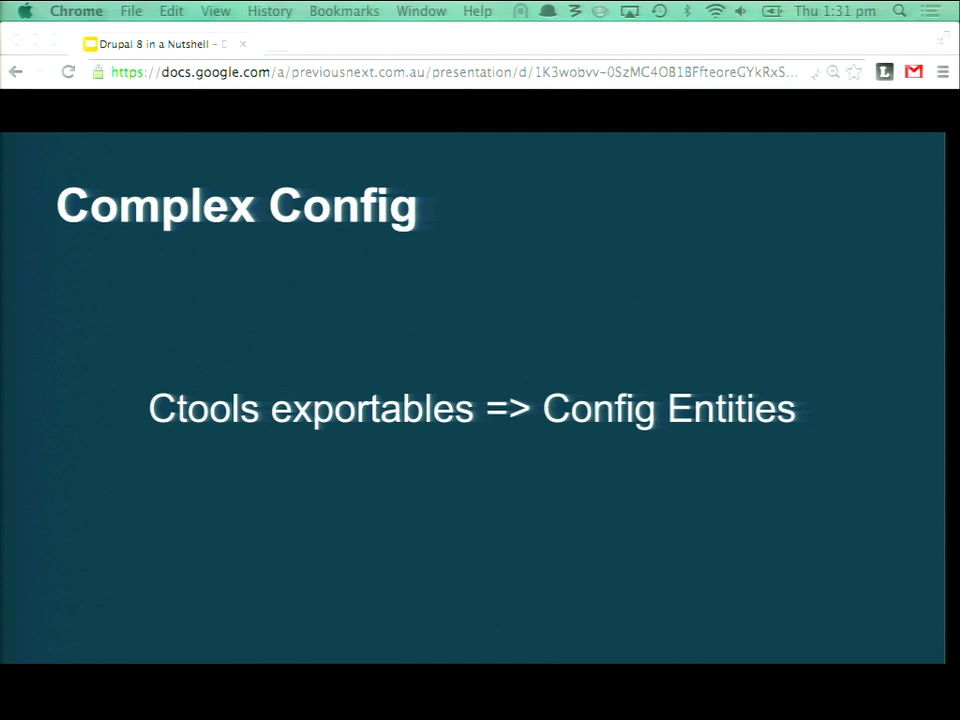 Chrome File Edit View History Bookmarks Window Help Thu 1:31 pm
Drupal 8 in a Nutshell -
https://docs.google.com/a/previousnext.com.au/presentation/d/1K3wobvv-0SzMC4OB1BFfteoreGYkRxS...
Complex Config
Ctools exportables => Config Entities